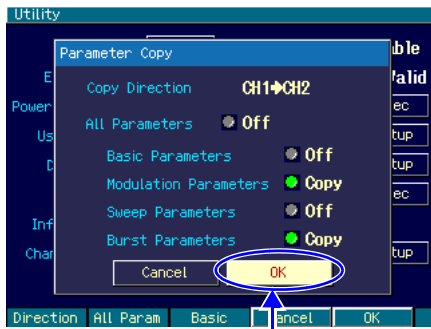 Utility
Parameter Copy
Copy Direction CH1➔CH2
All Parameters Off
Basic Parameters Off
Modulation Parameters Copy
Sweep Parameters Off
Burst Parameters Copy
Cancel OK
E
Power
Us
D
Inf
Chan
ble
alid
ec
tup
tup
ec
tup
Direction All Param Basic ancel OK